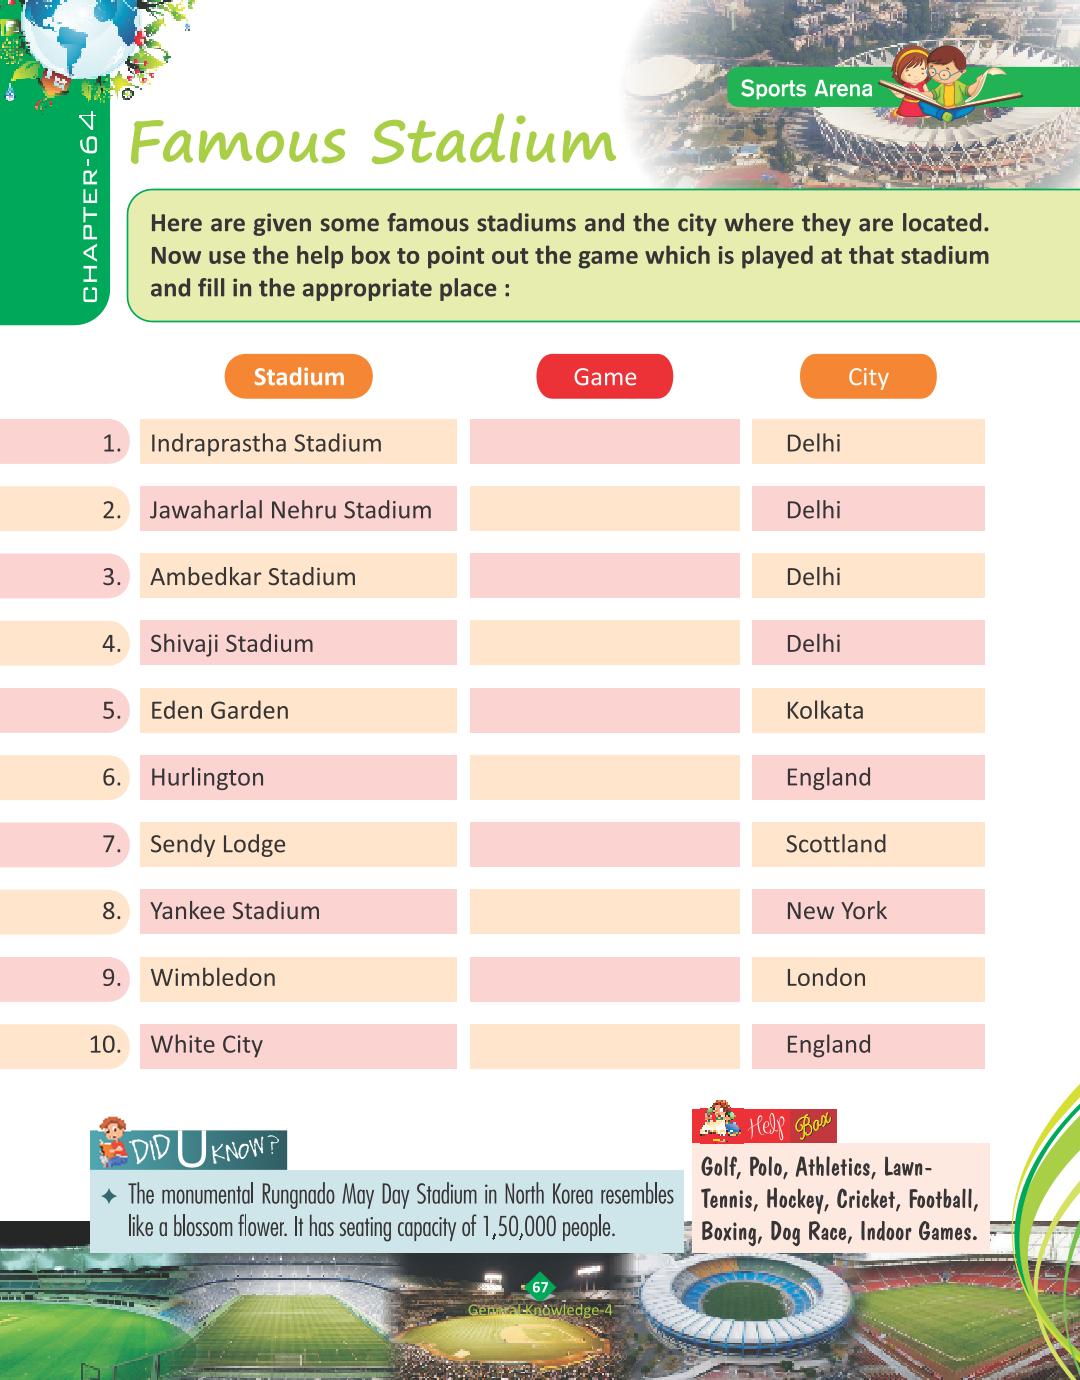 Sports Arena
CHAPTER-64
Famous Stadium
Here are given some famous stadiums and the city where they are located.
Now use the help box to point out the game which is played at that stadium
and fill in the appropriate place :
Stadium Game City
1. Indraprastha Stadium Delhi
2. Jawaharlal Nehru Stadium Delhi
3. Ambedkar Stadium Delhi
4. Shivaji Stadium Delhi
5. Eden Garden Kolkata
6. Hurlington England
7. Sendy Lodge Scottland
8. Yankee Stadium New York
9. Wimbledon London
10. White City England
DID U KNOW?
The monumental Rungnado May Day Stadium in North Korea resembles
like a blossom flower. It has seating capacity of 1,50,000 people.
Help Box
Golf, Polo, Athletics, Lawn-
Tennis, Hockey, Cricket, Football,
Boxing, Dog Race, Indoor Games.
67
General Knowledge-4